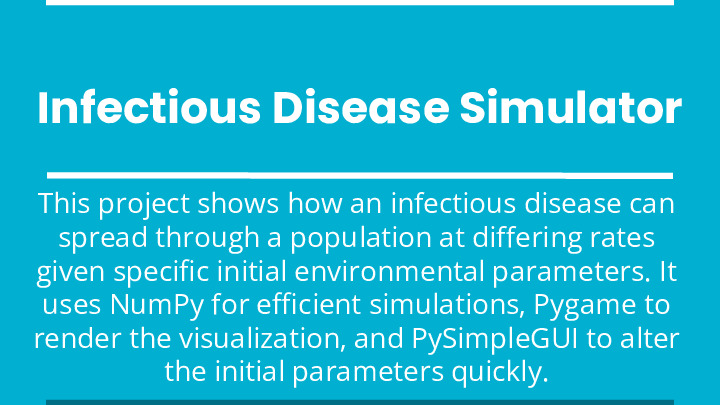 Infectious Disease Simulator
This project shows how an infectious disease can
spread through a population at differing rates
given specific initial environmental parameters. It
uses NumPy for efficient simulations, Pygame to
render the visualization, and PySimpleGUI to alter
the initial parameters quickly.